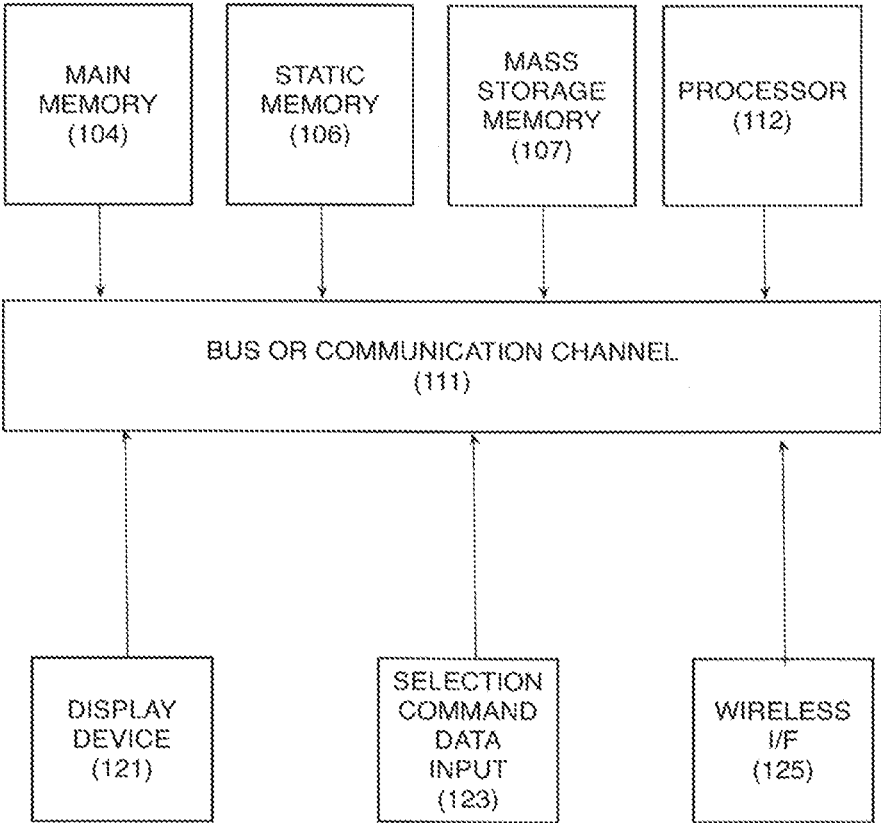 MAIN
MEMORY
(104)
STATIC
MEMORY
(106)
MASS
STORAGE
MEMORY
(107)
PROCESSOR
(112)
BUS OR COMMUNICATION CHANNEL
(111)
DISPLAY
DEVICE
(121)
SELECTION
COMMAND
DATA
INPUT
(123)
WIRELESS
I/F
(125)